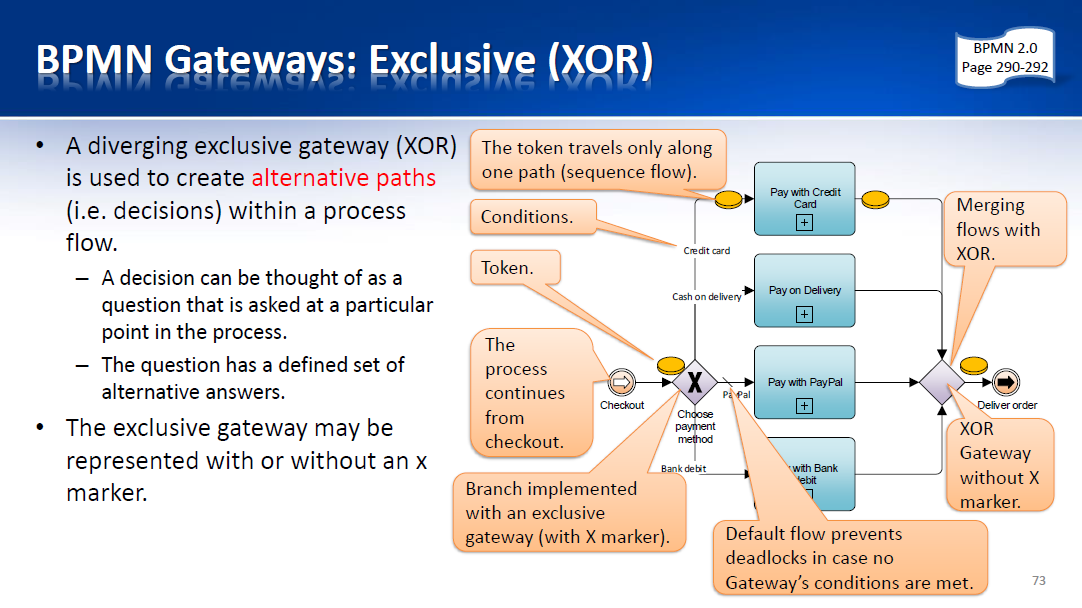 BPMN Gateways: Exclusive (XOR)
BPMN 2.0
Page 290-292
• A diverging exclusive gateway (XOR)
is used to create alternative paths
(i.e. decisions) within a process
flow.
– A decision can be thought of as a
question that is asked at a particular
point in the process.
– The question has a defined set of
alternative answers.
• The exclusive gateway may be
represented with or without an x
marker.
The token travels only along
one path (sequence flow).
Conditions.
Token.
The
process
continues
from
checkout.
Branch implemented
with an exclusive
gateway (with X marker).
Checkout
X
Choose
payment
method
Credit card
Cash on delivery
PayPal
Bank debit
Pay with Credit
Card
Pay on Delivery
Pay with PayPal
with Bank
Default flow prevents
deadlocks in case no
Gateway's conditions are met.
Merging
flows with
XOR.
Deliver order
XOR
Gateway
without X
marker.
73